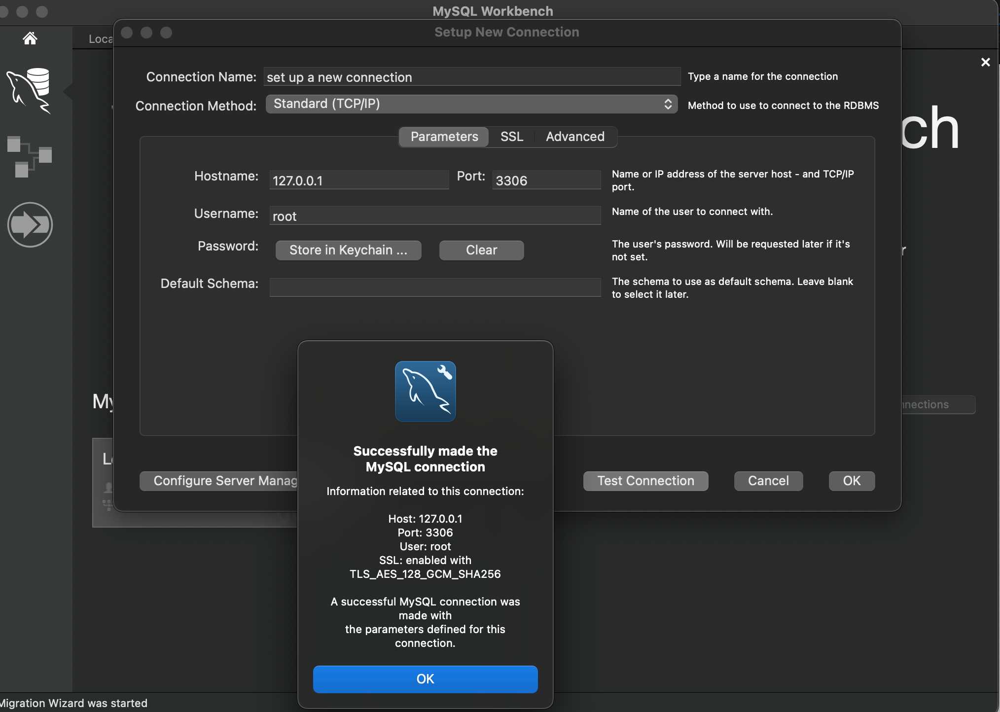 MySQL Workbench
Setup New Connection
Connection Name: set up a new connection Type a name for the connection
Connection Method: Standard (TCP/IP) Method to use to connect to the RDBMS
ch
Parameters SSL Advanced
Hostname: 127.0.0.1 Port: 3306 Name or IP address of the server host - and TCP/IP
port.
Username: root Name of the user to connect with.
Password: Store in Keychain ... Clear The user's password. Will be requested later if it's
not set.
r
Default Schema: The schema to use as default schema. Leave blank
to select it later.
My
nnections
Successfully made the
MySQL connection
Configure Server Manag Test Connection Cancel OK
Information related to this connection:
Host: 127.0.0.1
Port: 3306
User: root
SSL: enabled with
TLS_AES_128_GCM_SHA256
A successful MySQL connection was
made with
the parameters defined for this
connection.
OK
Migration Wizard was started